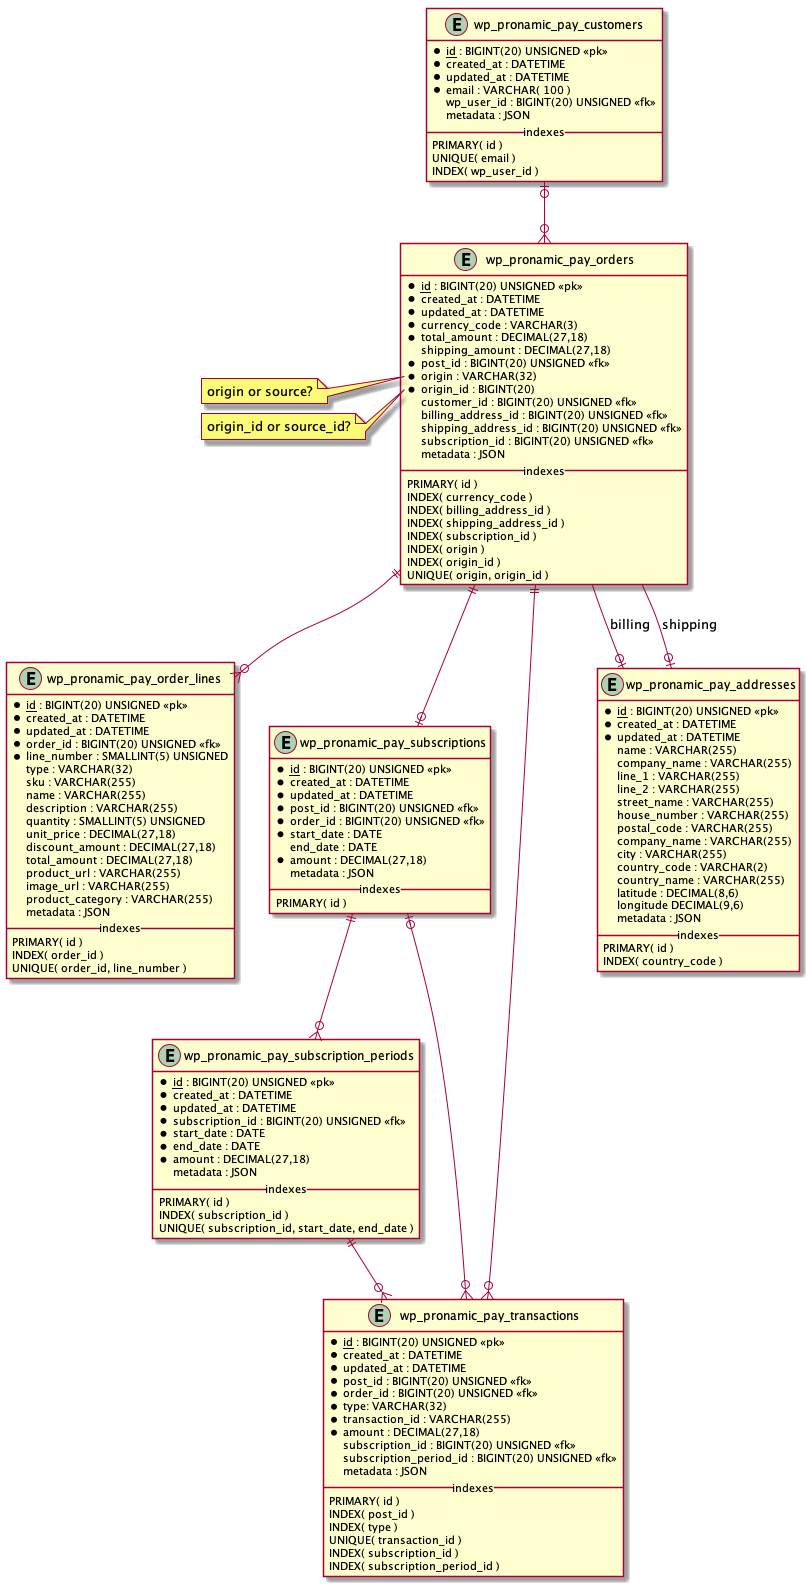 E wp_pronamic_pay_customers
id : BIGINT(20) UNSIGNED «pk»
created_at : DATETIME
updated_at : DATETIME
email : VARCHAR( 100 )
wp_user_id : BIGINT(20) UNSIGNED «fk»
metadata : JSON
indexes
PRIMARY( id )
UNIQUE( email )
INDEX( wp_user_id )
E wp_pronamic_pay_orders
id : BIGINT(20) UNSIGNED «pk»
created_at : DATETIME
updated_at : DATETIME
currency_code : VARCHAR(3)
total_amount : DECIMAL(27,18)
shipping_amount : DECIMAL(27,18)
post_id : BIGINT(20) UNSIGNED «fk»
origin : VARCHAR(32)
origin_id : BIGINT(20)
customer_id : BIGINT(20) UNSIGNED «fk»
billing_address_id : BIGINT(20) UNSIGNED «fk»
shipping_address_id : BIGINT(20) UNSIGNED «fk»
subscription_id : BIGINT(20) UNSIGNED «fk»
metadata : JSON
indexes
PRIMARY( id )
INDEX( currency_code )
INDEX( billing_address_id )
INDEX( shipping_address_id )
INDEX( subscription_id )
INDEX( origin )
INDEX( origin_id )
UNIQUE( origin, origin_id )
origin or source?
origin_id or source_id?
billing
shipping
E wp_pronamic_pay_order_lines
id : BIGINT(20) UNSIGNED «pk»
created_at : DATETIME
updated_at : DATETIME
order_id : BIGINT(20) UNSIGNED «fk»
line_number : SMALLINT(5) UNSIGNED
type : VARCHAR(32)
sku : VARCHAR(255)
name : VARCHAR(255)
description : VARCHAR(255)
quantity : SMALLINT(5) UNSIGNED
unit_price : DECIMAL(27,18)
discount_amount : DECIMAL(27,18)
total_amount : DECIMAL(27,18)
product_url : VARCHAR(255)
image_url : VARCHAR(255)
product_category : VARCHAR(255)
metadata : JSON
indexes
PRIMARY( id )
INDEX( order_id )
UNIQUE( order_id, line_number )
E wp_pronamic_pay_subscriptions
id : BIGINT(20) UNSIGNED «pk»
created_at : DATETIME
updated_at : DATETIME
post_id : BIGINT(20) UNSIGNED «fk»
order_id : BIGINT(20) UNSIGNED «fk»
start_date : DATE
end_date : DATE
amount : DECIMAL(27,18)
metadata : JSON
indexes
PRIMARY( id )
E wp_pronamic_pay_addresses
id : BIGINT(20) UNSIGNED «pk»
created_at : DATETIME
updated_at : DATETIME
name : VARCHAR(255)
company_name : VARCHAR(255)
line_1 : VARCHAR(255)
line_2 : VARCHAR(255)
street_name : VARCHAR(255)
house_number : VARCHAR(255)
postal_code : VARCHAR(255)
company_name : VARCHAR(255)
city : VARCHAR(255)
country_code : VARCHAR(2)
country_name : VARCHAR(255)
latitude : DECIMAL(8,6)
longitude DECIMAL(9,6)
metadata : JSON
indexes
PRIMARY( id )
INDEX( country_code )
E wp_pronamic_pay_subscription_periods
id : BIGINT(20) UNSIGNED «pk»
created_at : DATETIME
updated_at : DATETIME
subscription_id : BIGINT(20) UNSIGNED «fk»
start_date : DATE
end_date : DATE
amount : DECIMAL(27,18)
metadata : JSON
indexes
PRIMARY( id )
INDEX( subscription_id )
UNIQUE( subscription_id, start_date, end_date )
E wp_pronamic_pay_transactions
id : BIGINT(20) UNSIGNED «pk»
created_at : DATETIME
updated_at : DATETIME
post_id : BIGINT(20) UNSIGNED «fk»
order_id : BIGINT(20) UNSIGNED «fk»
type: VARCHAR(32)
transaction_id : VARCHAR(255)
amount : DECIMAL(27,18)
subscription_id : BIGINT(20) UNSIGNED «fk»
subscription_period_id : BIGINT(20) UNSIGNED «fk»
metadata : JSON
indexes
PRIMARY( id )
INDEX( post_id )
INDEX( type )
UNIQUE( transaction_id )
INDEX( subscription_id )
INDEX( subscription_period_id )